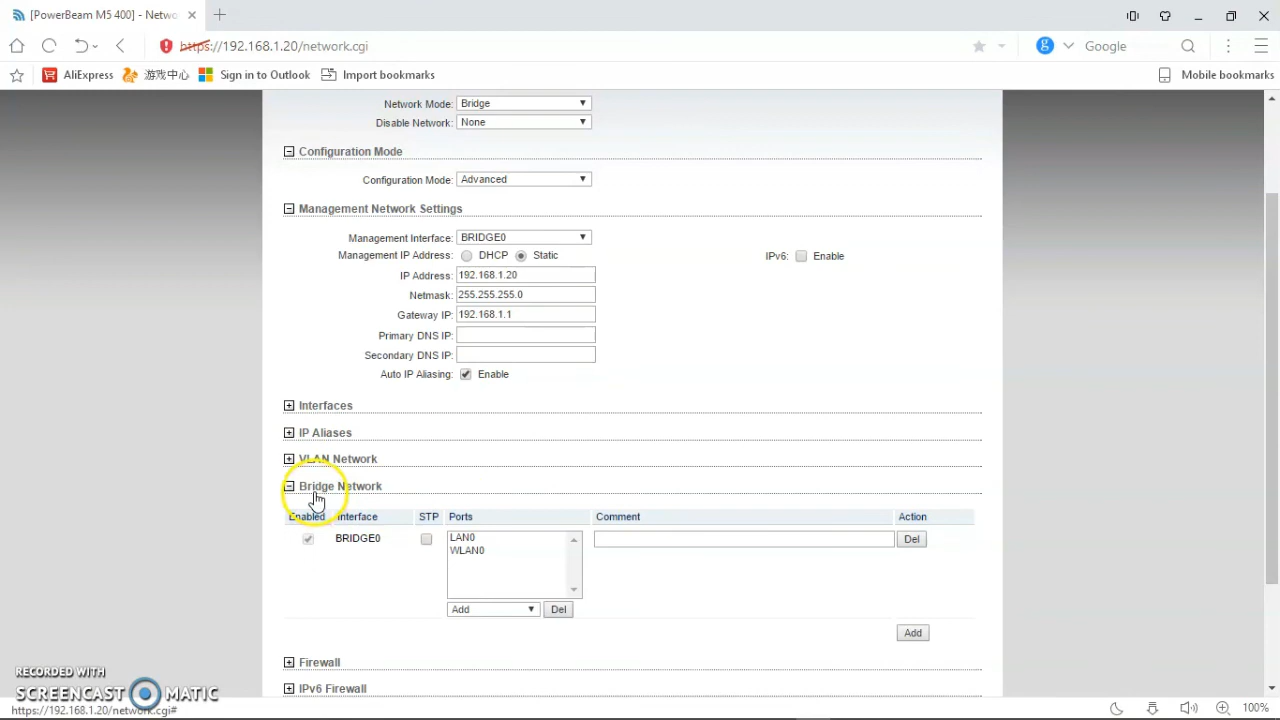 [PowerBeam M5 400] - Netwo
https://192.168.1.20/network.cgi
Google
AliExpress 游戏中心 Sign in to Outlook Import bookmarks Mobile bookmarks
Network Mode: Bridge
Disable Network: None
Configuration Mode
Configuration Mode: Advanced
Management Network Settings
Management Interface: BRIDGE0
Management IP Address: DHCP Static IPv6: Enable
IP Address: 192.168.1.20
Netmask: 255.255.255.0
Gateway IP: 192.168.1.1
Primary DNS IP:
Secondary DNS IP:
Auto IP Aliasing: Enable
Interfaces
IP Aliases
VLAN Network
Bridge Network
Enabled Interface STP Ports Comment Action
BRIDGE0 LAN0 Del
WLAN0
Add Del
Add
Firewall
IPv6 Firewall
RECORDED WITH
SCREENCAST MATIC
https://192.168.1.20/network.cgi#
100%